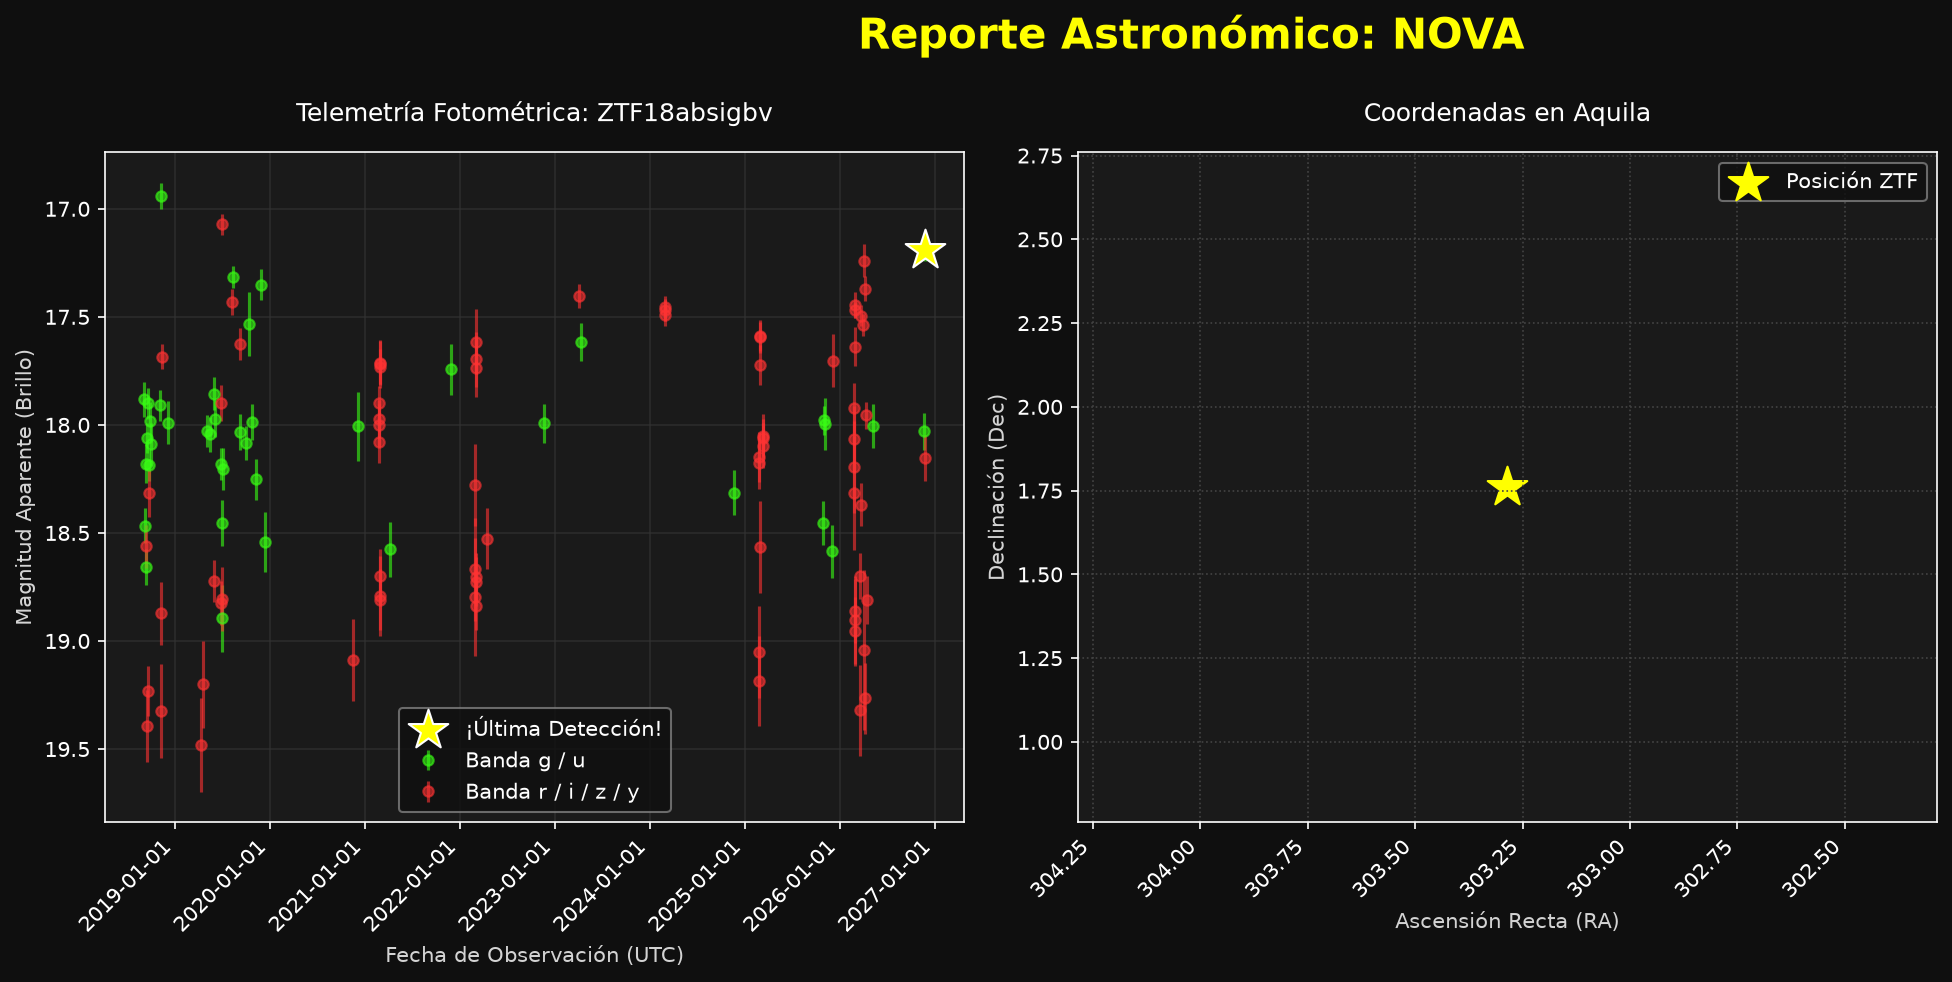 Reporte Astronómico: NOVA
Telemetría Fotométrica: ZTF18absigbv
Magnitud Aparente (Brillo)
17.0
17.5
18.0
18.5
19.0
19.5
¡Última Detección!
Banda g / u
Banda r / i / z / y
2019-01-01
2020-01-01
2021-01-01
2022-01-01
2023-01-01
2024-01-01
2025-01-01
2026-01-01
2027-01-01
Fecha de Observación (UTC)
Coordenadas en Aquila
Declinación (Dec)
2.75
2.50
2.25
2.00
1.75
1.50
1.25
1.00
Posición ZTF
304.25
304.00
303.75
303.50
303.25
303.00
302.75
302.50
Ascensión Recta (RA)